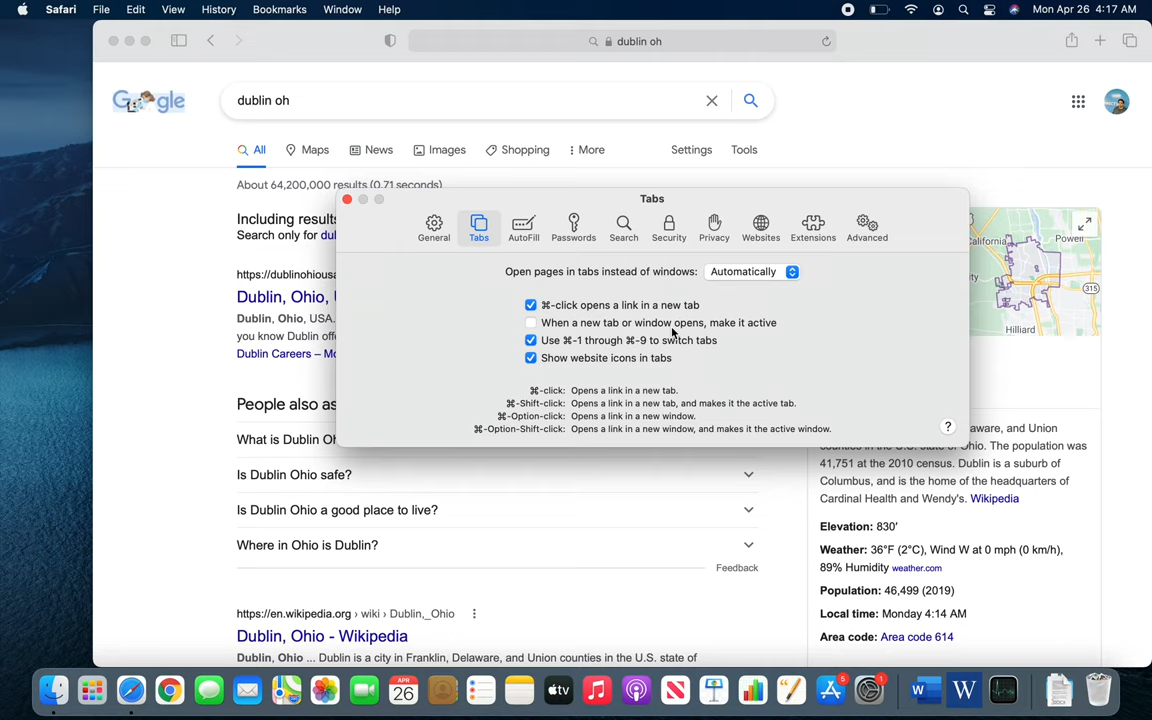 Safari File Edit View History Bookmarks Window Help Mon Apr 26 4:17 AM
dublin oh
Google
dublin oh
All Maps News Images Shopping More Settings Tools
About 64,200,000 results (0.71 seconds)
Including results
Search only for
https://dublinohiousa
Dublin, Ohio,
Dublin, Ohio, USA.
you know Dublin
Dublin Careers
People also
What is Dublin
Is Dublin Ohio safe?
Is Dublin Ohio a good place to live?
Where in Ohio is Dublin?
Feedback
https://en.wikipedia.org › wiki › Dublin,_Ohio
Dublin, Ohio - Wikipedia
Dublin, Ohio ... Dublin is a city in Franklin, Delaware, and Union counties in the U.S. state of
Tabs
General Tabs AutoFill Passwords Search Security Privacy Websites Extensions Advanced
Open pages in tabs instead of windows: Automatically
⌘-click opens a link in a new tab
When a new tab or window opens, make it active
Use ⌘-1 through ⌘-9 to switch tabs
Show website icons in tabs
⌘-click: Opens a link in a new tab.
⌘-Shift-click: Opens a link in a new tab, and makes it the active tab.
⌘-Option-click: Opens a link in a new window.
⌘-Option-Shift-click: Opens a link in a new window, and makes it the active window.
?
California
Powell
315
Hilliard
aware, and Union
counties in the U.S. state of Ohio. The population was
41,751 at the 2010 census. Dublin is a suburb of
Columbus, and is the home of the headquarters of
Cardinal Health and Wendy's. Wikipedia
Elevation: 830′
Weather: 36°F (2°C), Wind W at 0 mph (0 km/h),
89% Humidity weather.com
Population: 46,499 (2019)
Local time: Monday 4:14 AM
Area code: Area code 614
APR
26
tv
5
1
W
W